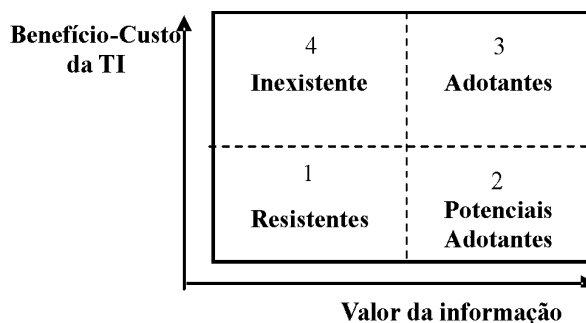 Benefício-Custo
da TI
4
Inexistente
3
Adotantes
1
Resistentes
2
Potenciais
Adotantes
Valor da informação